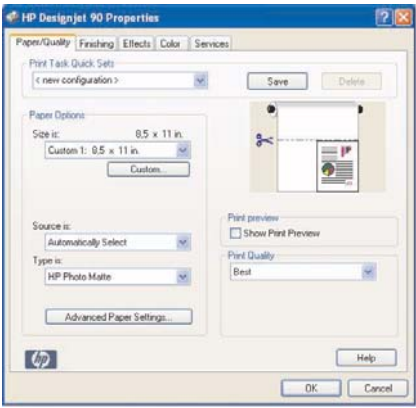 HP Designjet 90 Properties
Paper/Quality Finishing Effects Color Services
Print Task Quick Sets
< new configuration >
Save
Delete
Paper Options
Size is: 8.5 x 11 in.
Custom 1: 8.5 x 11 in.
Custom...
Source is:
Automatically Select
Type is:
HP Photo Matte
Advanced Paper Settings...
Print preview
Show Print Preview
Print Quality
Best
hp
Help
OK
Cancel